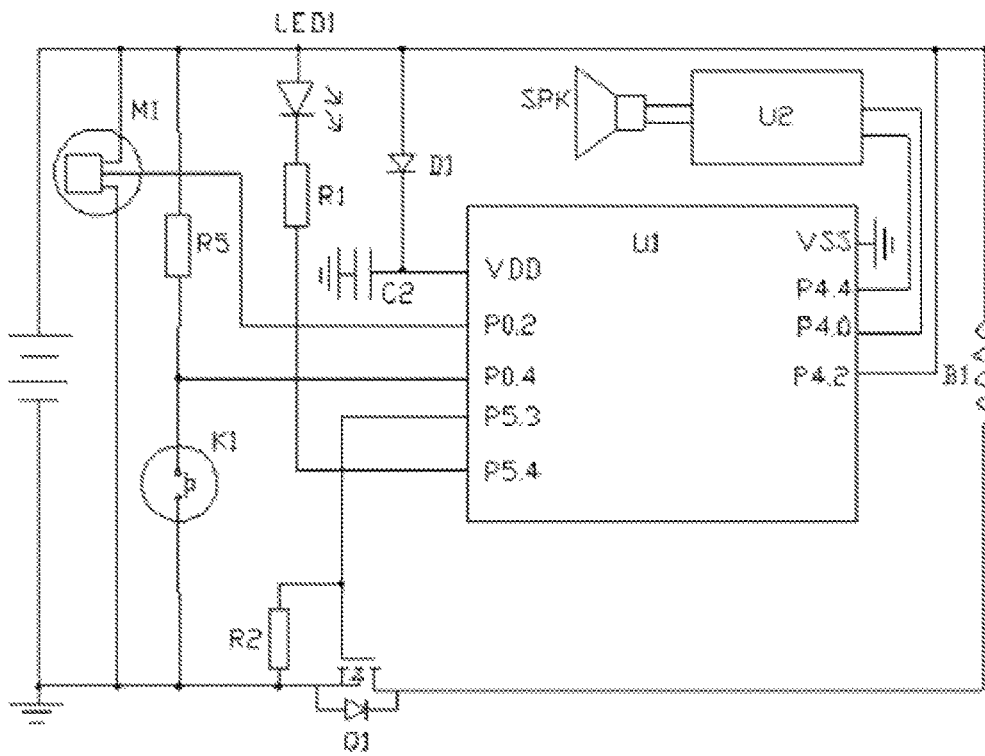 LED1
M1
SPK
U2
D1
R1
R5
U1
VSS
VDD
C2
P4.4
P0.2
P4.0
P0.4
P4.2
B1
P5.3
K1
P5.4
R2
Q1